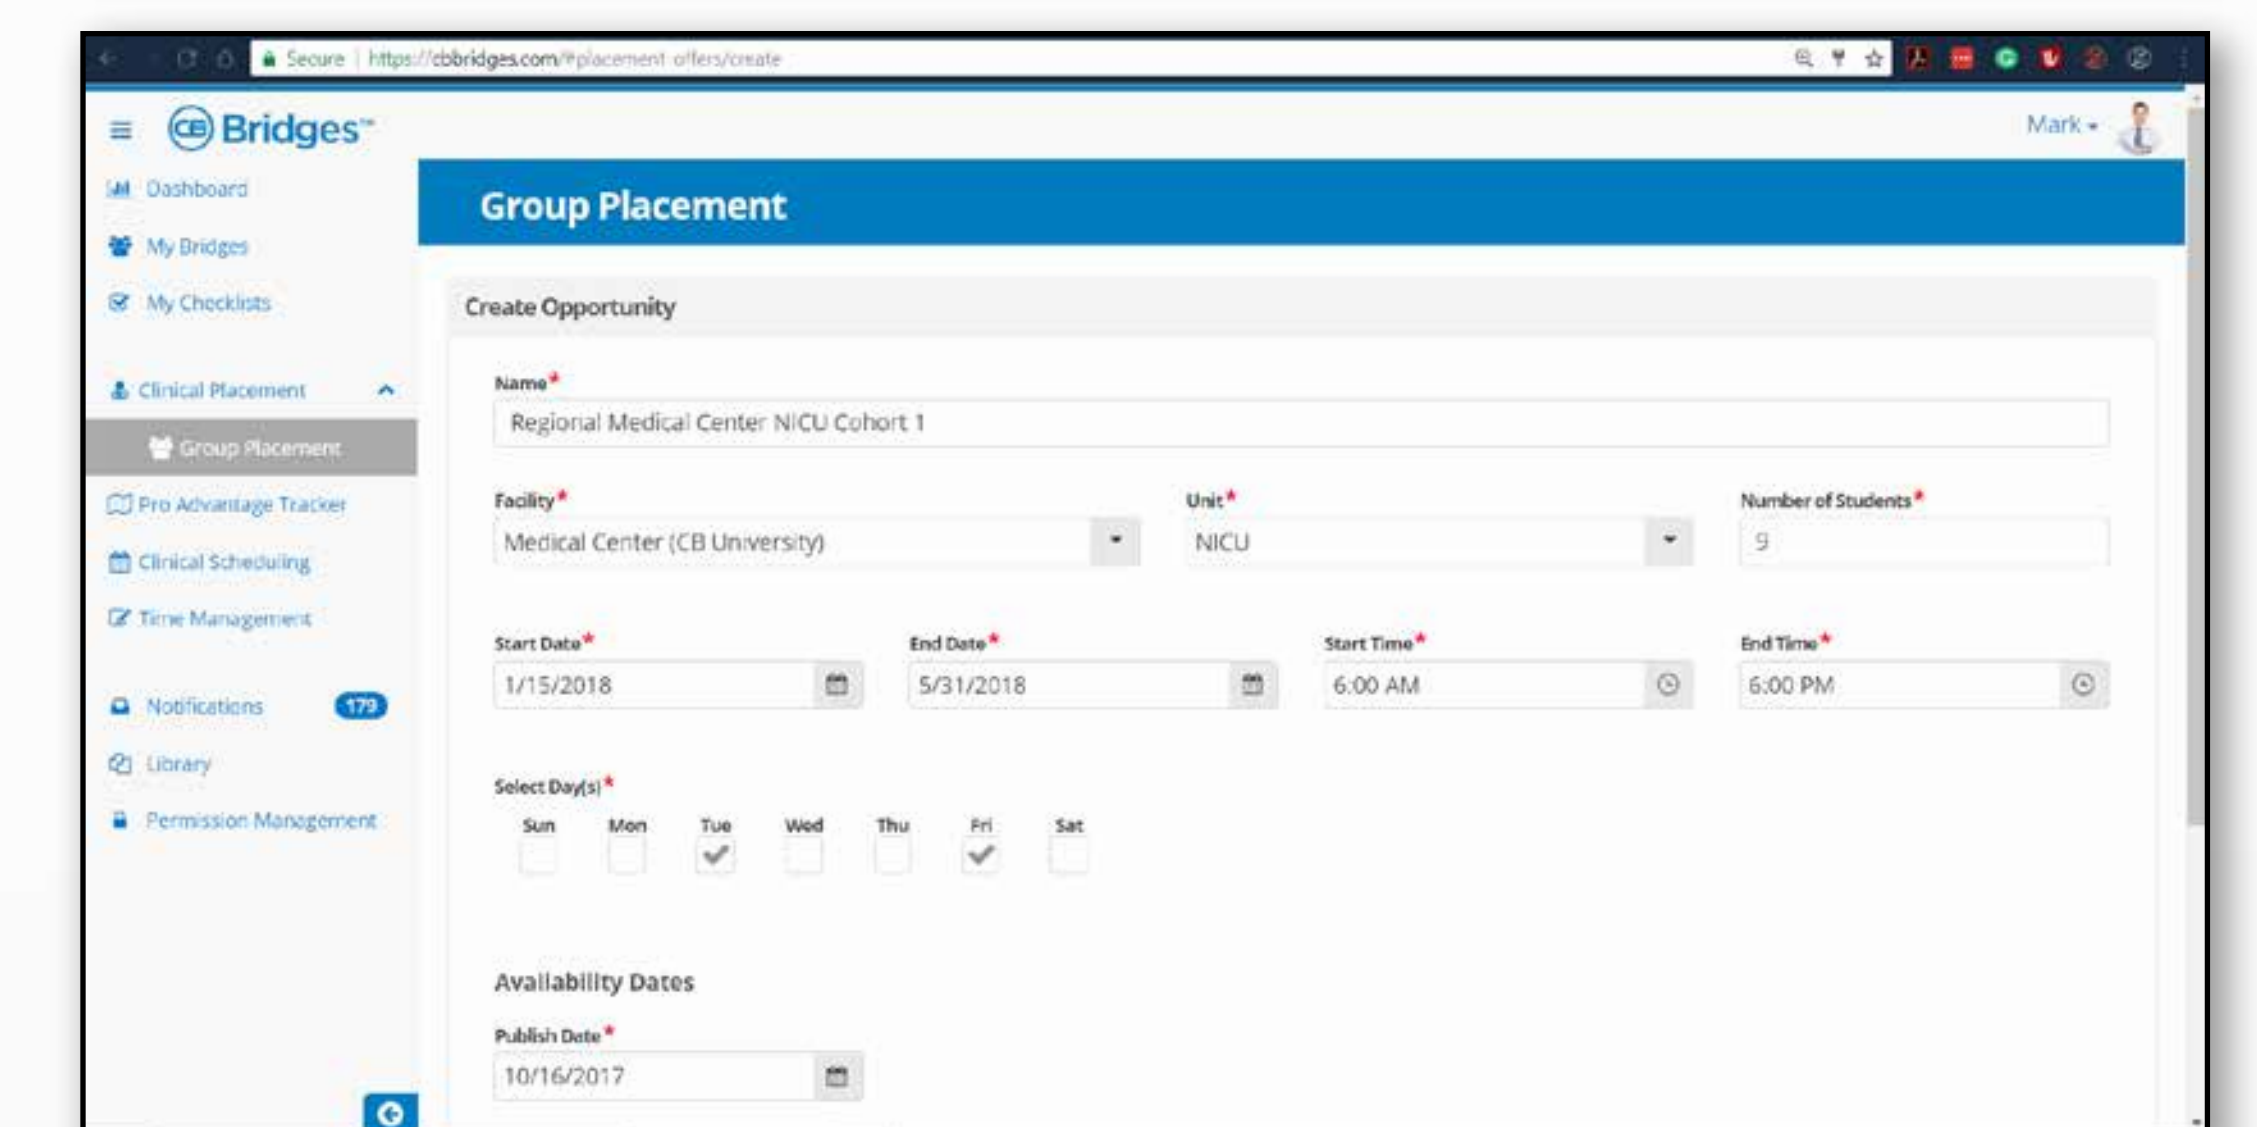 Secure | https://cbbridges.com/#placement-offers/create
CB Bridges™
Mark
Dashboard
My Bridges
My Checklists
Clinical Placement
Group Placement
Pro Advantage Tracker
Clinical Scheduling
Time Management
Notifications 179
Library
Permission Management
Group Placement
Create Opportunity
Name*
Regional Medical Center NICU Cohort 1
Facility* Unit* Number of Students*
Medical Center (CB University) NICU 9
Start Date* End Date* Start Time* End Time*
1/15/2018 5/31/2018 6:00 AM 6:00 PM
Select Day(s)*
Sun Mon Tue Wed Thu Fri Sat
Availability Dates
Publish Date*
10/16/2017